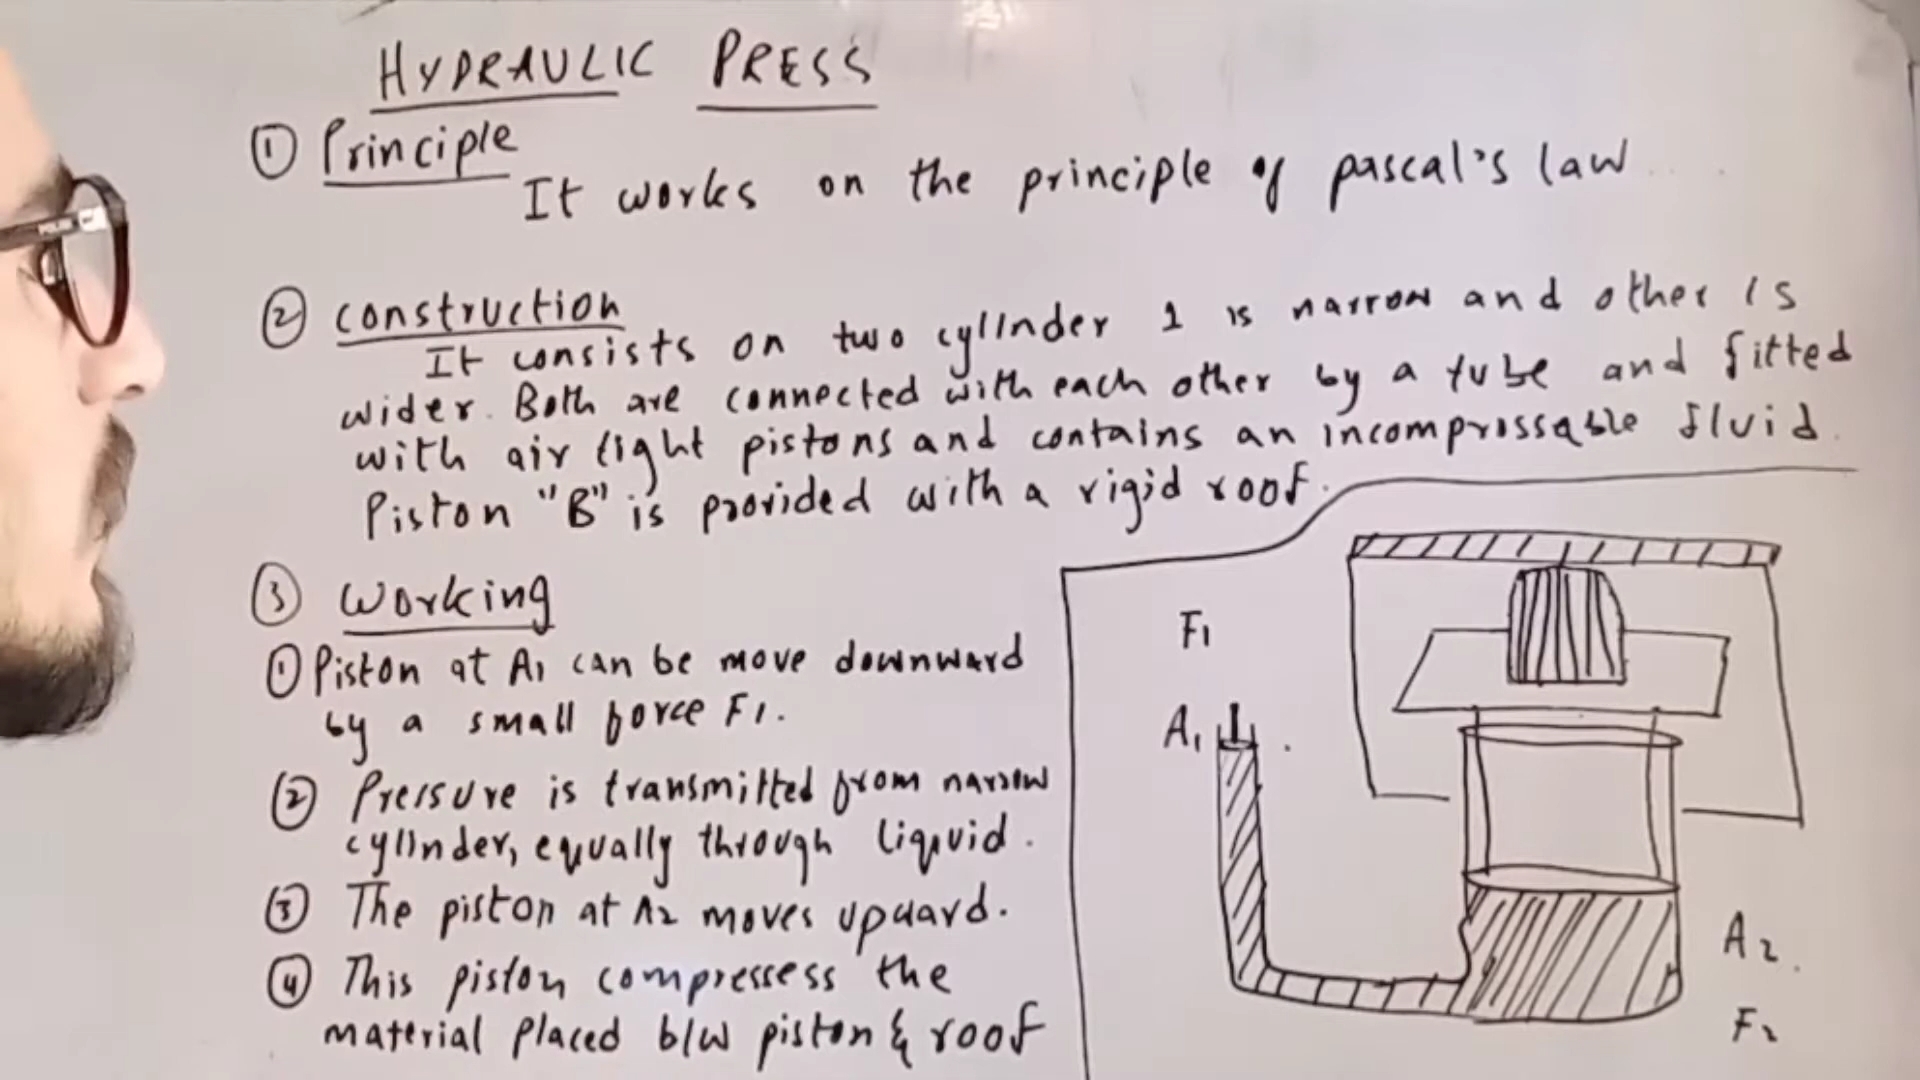 HYDRAULIC PRESS
① Principle
It works on the principle of pascal's law
② construction
It consists on two cylinder 1 is narrow and other is
wider. Both are connected with each other by a tube and fitted
with air tight pistons and contains an incompressable fluid.
Piston "B" is provided with a rigid roof.
③ Working
① Piston at A1 can be move downward
by a small force F1.
② Pressure is transmitted from narrow
cylinder, equally through liquid.
③ The piston at A2 moves upward.
④ This piston compressess the
material placed b/w piston & roof
F1
A1
A2.
F2